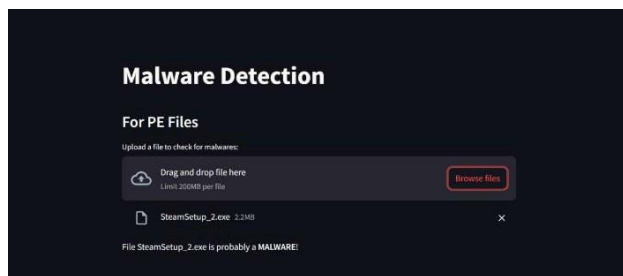 Malware Detection
For PE Files
Upload a file to check for malwares:
Drag and drop file here
Limit 200MB per file
Browse files
SteamSetup_2.exe 2.2MB
File SteamSetup_2.exe is probably a MALWARE!